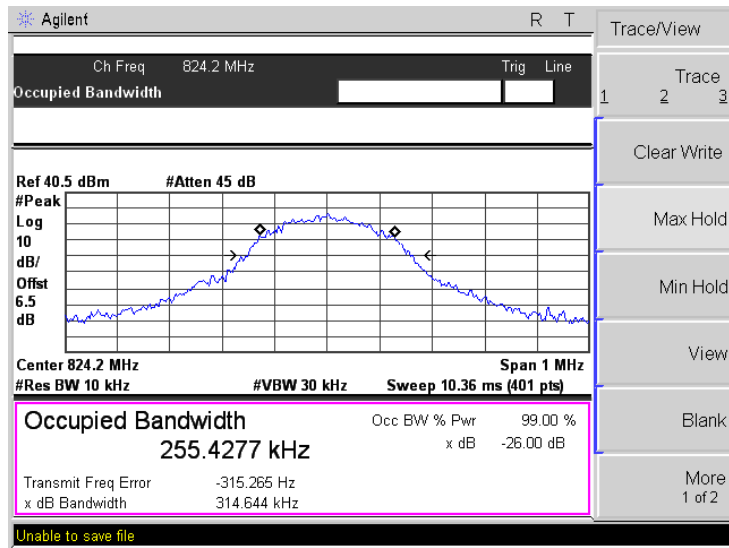 Agilent R T
Ch Freq 824.2 MHz Trig Line
Occupied Bandwidth
Ref 40.5 dBm #Atten 45 dB
#Peak
Log
10
dB/
Offst
6.5
dB
Center 824.2 MHz Span 1 MHz
#Res BW 10 kHz #VBW 30 kHz Sweep 10.36 ms (401 pts)
Occupied Bandwidth Occ BW % Pwr 99.00 %
255.4277 kHz x dB -26.00 dB
Transmit Freq Error -315.265 Hz
x dB Bandwidth 314.644 kHz
Unable to save file
Trace/View
Trace
1 2 3
Clear Write
Max Hold
Min Hold
View
Blank
More
1 of 2